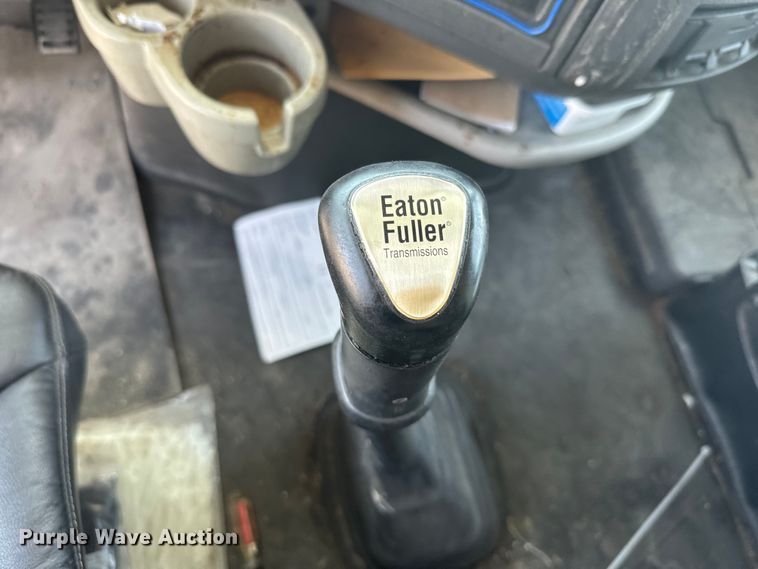 Eaton®
Fuller®
Transmissions
Purple Wave Auction